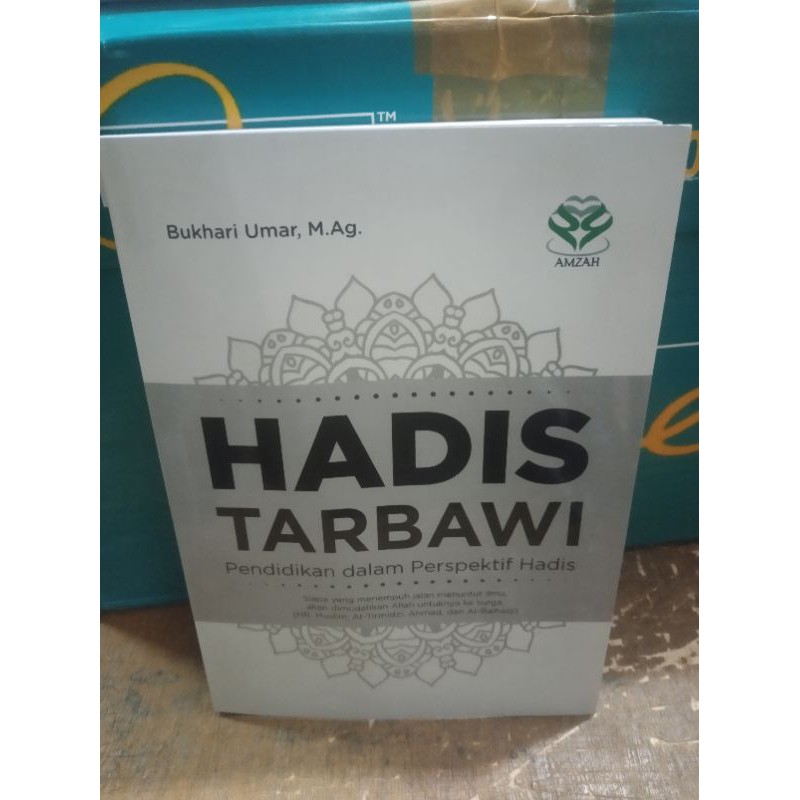 TM
Bukhari Umar, M.Ag.
AMZAH
HADIS
TARBAWI
Pendidikan dalam Perspektif Hadis
Siapa yang menempuh jalan menuntut ilmu,
akan dimudahkan Allah untuknya ke surga.
(HR. Muslim, At-Tirmidzi, Ahmad, dan Al-Baihaqi)